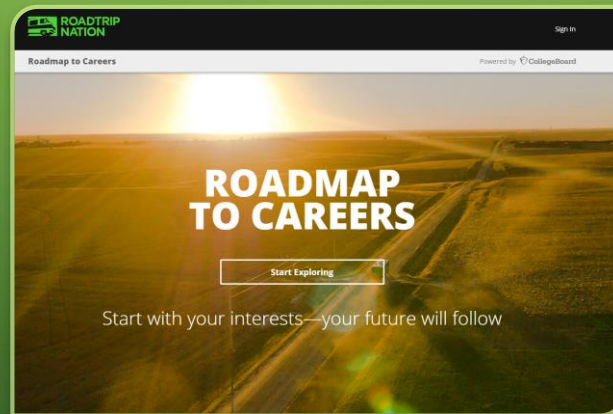 ROADTRIP
NATION
Sign In
Roadmap to Careers
Powered by CollegeBoard
ROADMAP
TO CAREERS
Start Exploring
Start with your interests—your future will follow